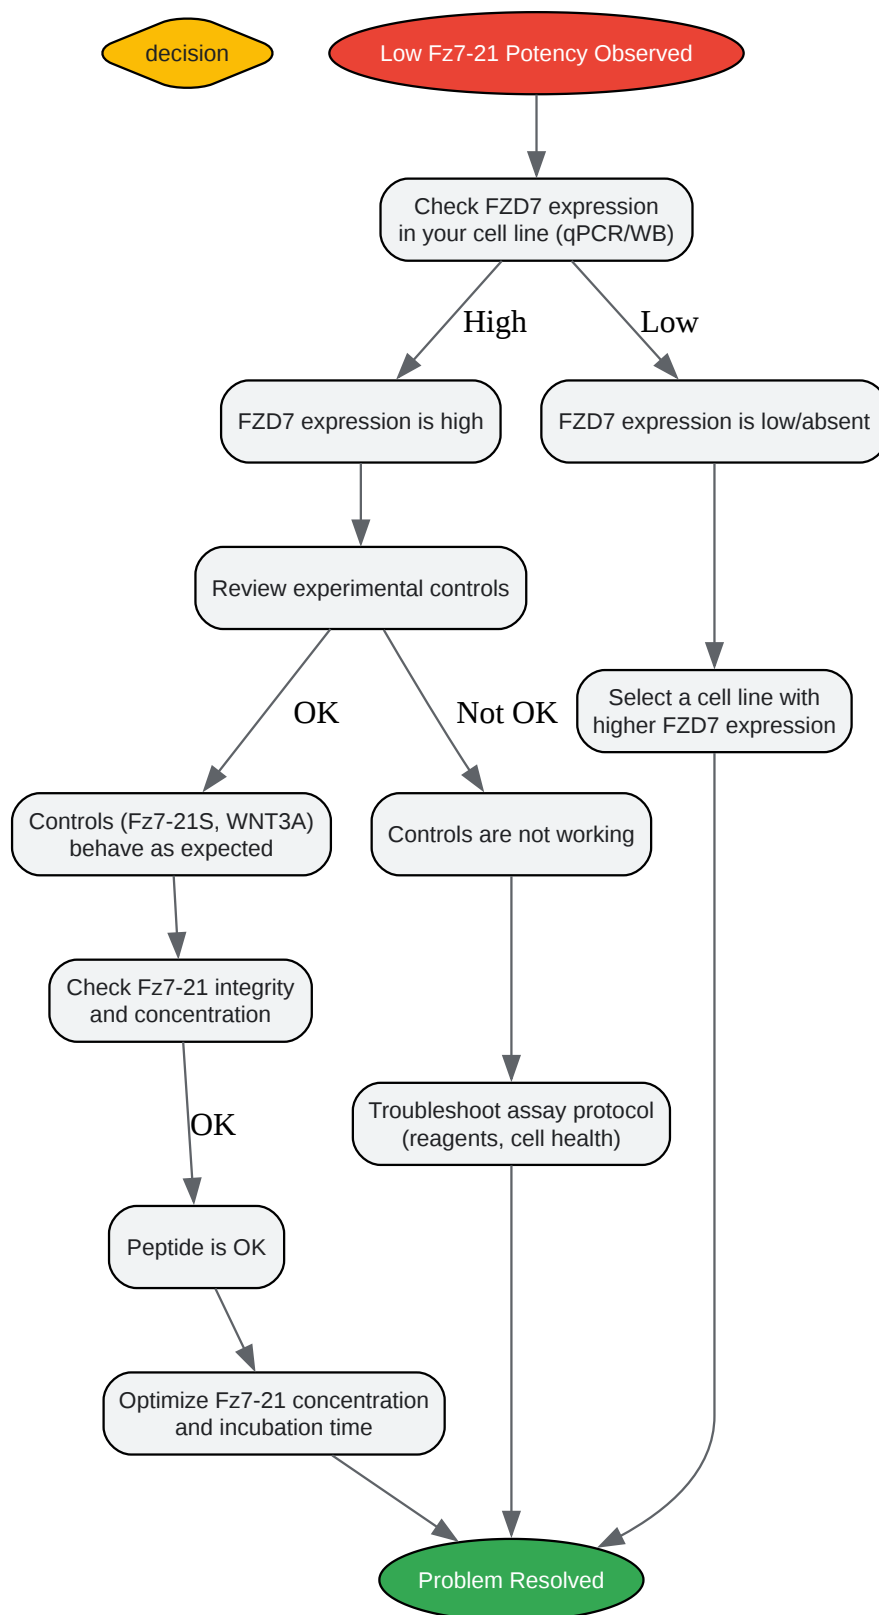 decision
Low Fz7-21 Potency Observed
Check FZD7 expression
in your cell line (qPCR/WB)
High
Low
FZD7 expression is high
FZD7 expression is low/absent
Review experimental controls
Select a cell line with
higher FZD7 expression
OK
Not OK
Controls (Fz7-21S, WNT3A)
behave as expected
Controls are not working
Check Fz7-21 integrity
and concentration
Troubleshoot assay protocol
(reagents, cell health)
OK
Peptide is OK
Optimize Fz7-21 concentration
and incubation time
Problem Resolved